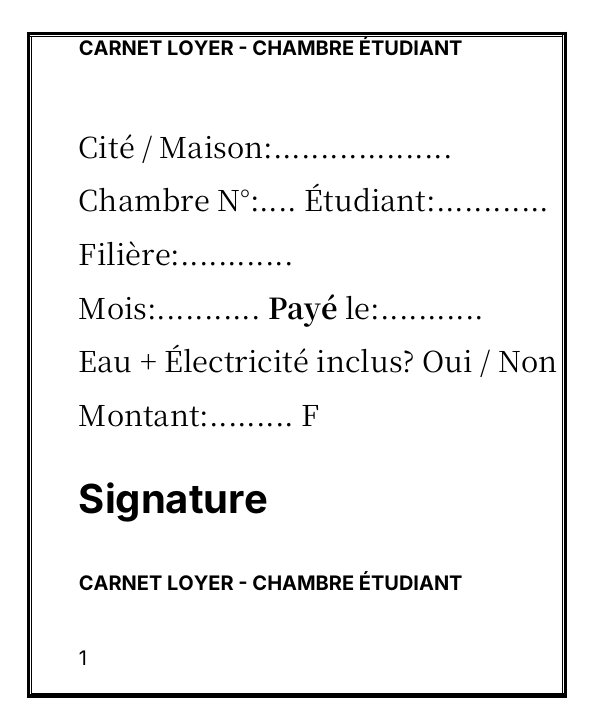 CARNET LOYER - CHAMBRE ÉTUDIANT
Cité / Maison:...................
Chambre N°:.... Étudiant:............
Filière:............
Mois:........... Payé le:...........
Eau + Électricité inclus? Oui / Non
Montant:......... F
Signature
CARNET LOYER - CHAMBRE ÉTUDIANT
1